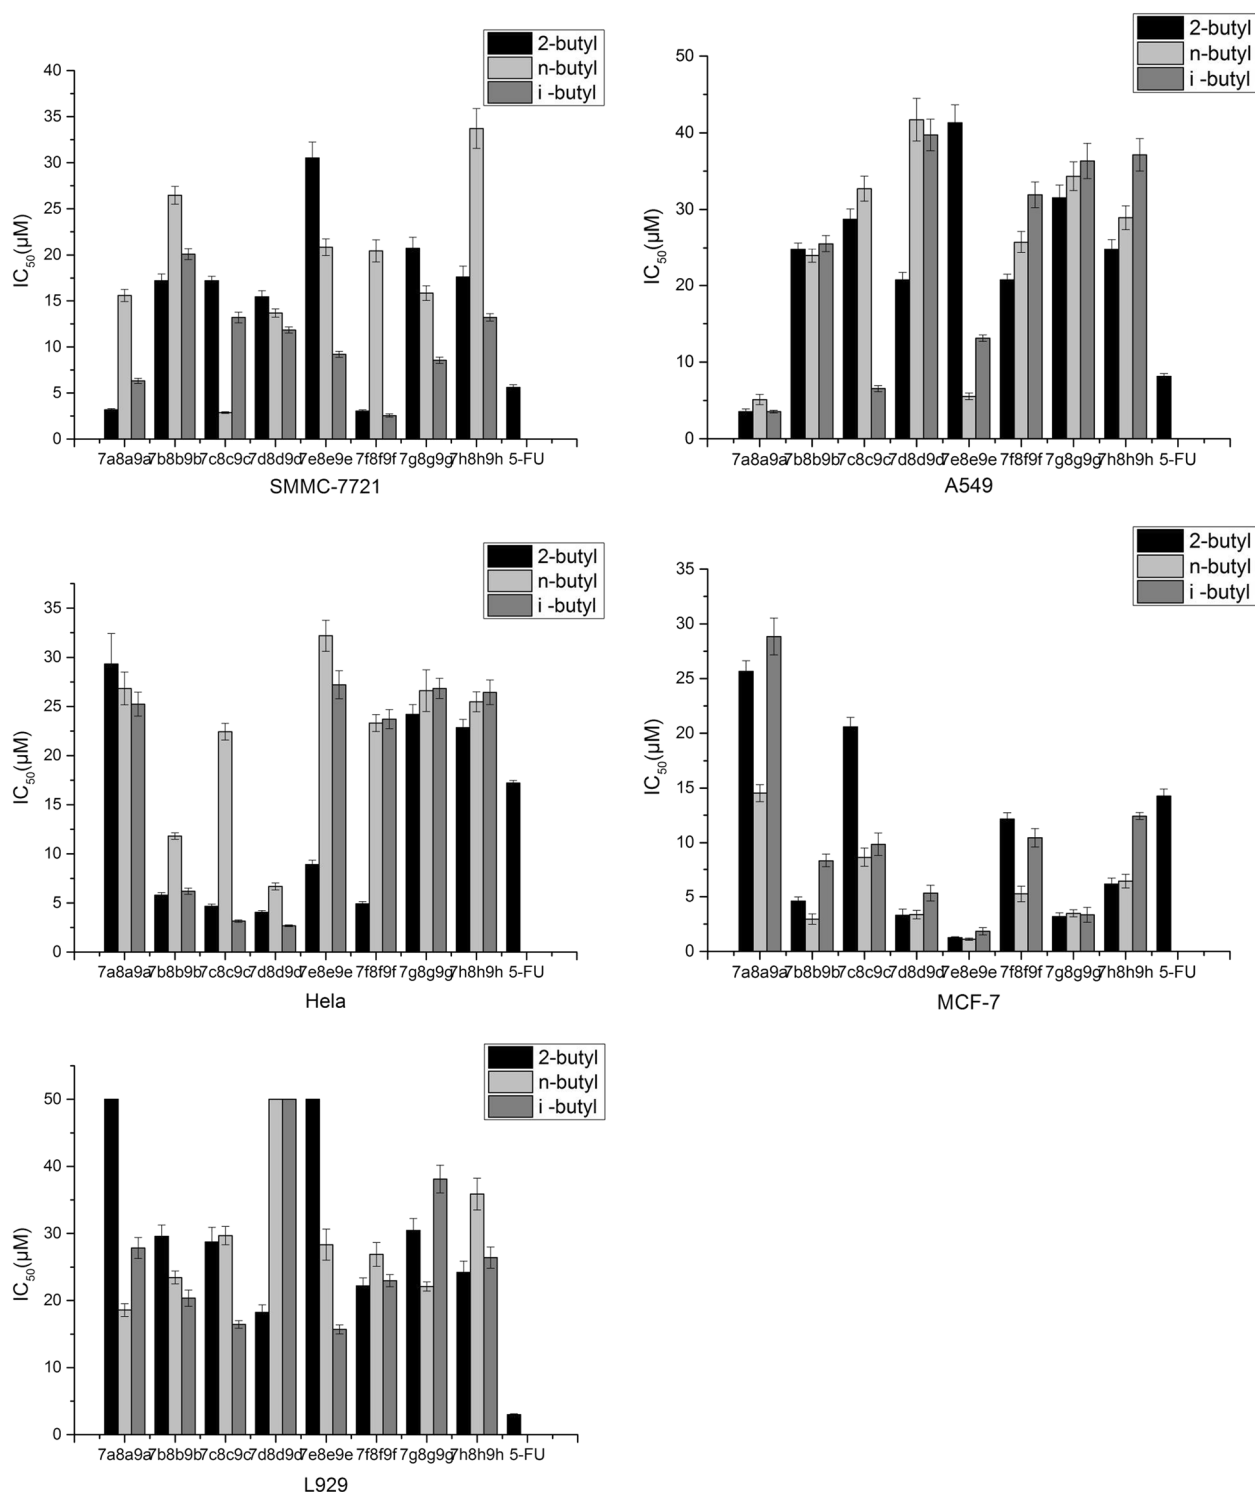 2-butyl
n-butyl
i -butyl
40
35
30
25
20
15
10
5
0
IC50(µM)
7a8a9a 7b8b9b 7c8c9c 7d8d9d 7e8e9e 7f8f9f 7g8g9g 7h8h9h 5-FU
SMMC-7721
2-butyl
n-butyl
i -butyl
50
40
30
20
10
0
IC50(µM)
7a8a9a 7b8b9b 7c8c9c 7d8d9d 7e8e9e 7f8f9f 7g8g9g 7h8h9h 5-FU
A549
2-butyl
n-butyl
i -butyl
35
30
25
20
15
10
5
0
IC50(µM)
7a8a9a 7b8b9b 7c8c9c 7d8d9d 7e8e9e 7f8f9f 7g8g9g 7h8h9h 5-FU
Hela
2-butyl
n-butyl
i -butyl
35
30
25
20
15
10
5
0
IC50(µM)
7a8a9a 7b8b9b 7c8c9c 7d8d9d 7e8e9e 7f8f9f 7g8g9g 7h8h9h 5-FU
MCF-7
2-butyl
n-butyl
i -butyl
50
40
30
20
10
0
IC50(µM)
7a8a9a 7b8b9b 7c8c9c 7d8d9d 7e8e9e 7f8f9f 7g8g9g 7h8h9h 5-FU
L929